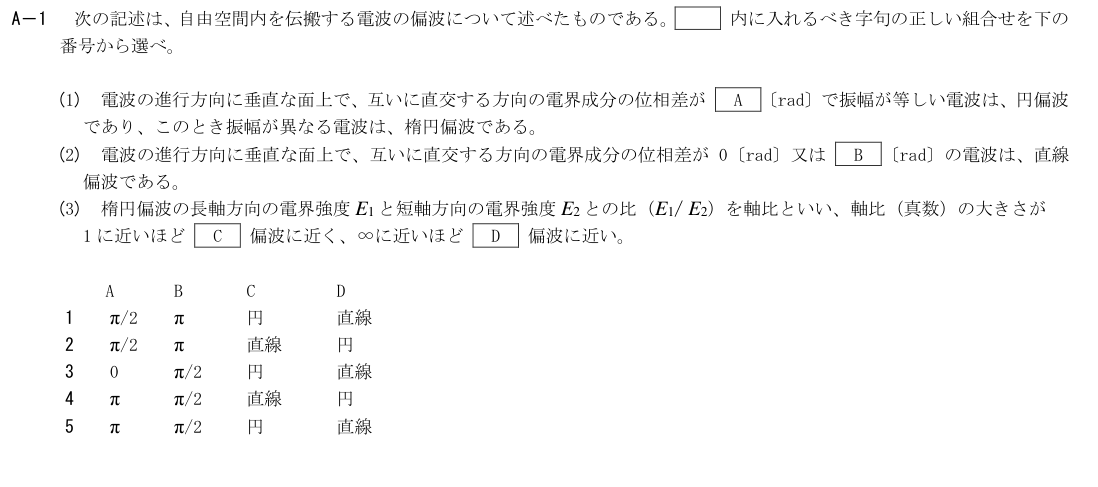 A－1　次の記述は、自由空間内を伝搬する電波の偏波について述べたものである。　　内に入れるべき字句の正しい組合せを下の
番号から選べ。
(1)　電波の進行方向に垂直な面上で、互いに直交する方向の電界成分の位相差が A 〔rad〕で振幅が等しい電波は、円偏波
であり、このとき振幅が異なる電波は、楕円偏波である。
(2)　電波の進行方向に垂直な面上で、互いに直交する方向の電界成分の位相差が 0〔rad〕又は B 〔rad〕の電波は、直線
偏波である。
(3)　楕円偏波の長軸方向の電界強度 E1 と短軸方向の電界強度 E2 との比（E1/ E2）を軸比といい、軸比（真数）の大きさが
1 に近いほど C 偏波に近く、∞に近いほど D 偏波に近い。
A B C D
1 π/2 π 円 直線
2 π/2 π 直線 円
3 0 π/2 円 直線
4 π π/2 直線 円
5 π π/2 円 直線